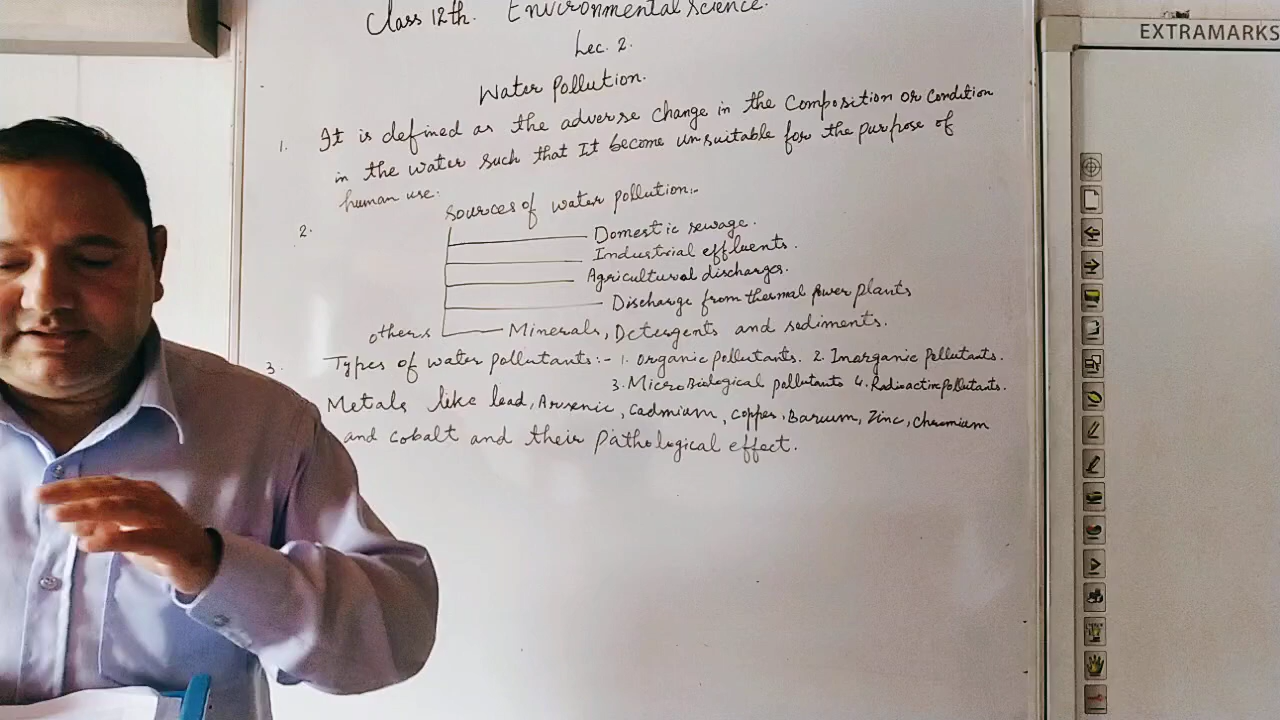 Class 12th. Environmental Science.
EXTRAMARKS
Lec. 2.
Water Pollution.
1. It is defined as the adverse change in the Composition or Condition
in the water such that It become unsuitable for the purpose of
human use.
2. Sources of water pollution:-
Domestic sewage.
Industrial effluents.
Agricultural discharges.
Discharge from thermal power plants
others Minerals, Detergents and sediments.
3. Types of water pollutants:- 1. Organic pollutants. 2. Inorganic Pollutants.
3. MicroBiological pollutants 4. Radioactive Pollutants.
Metals like lead, Arsenic, Cadmium, Copper, Barium, Zinc, Chromium
and cobalt and their Pathological effect.